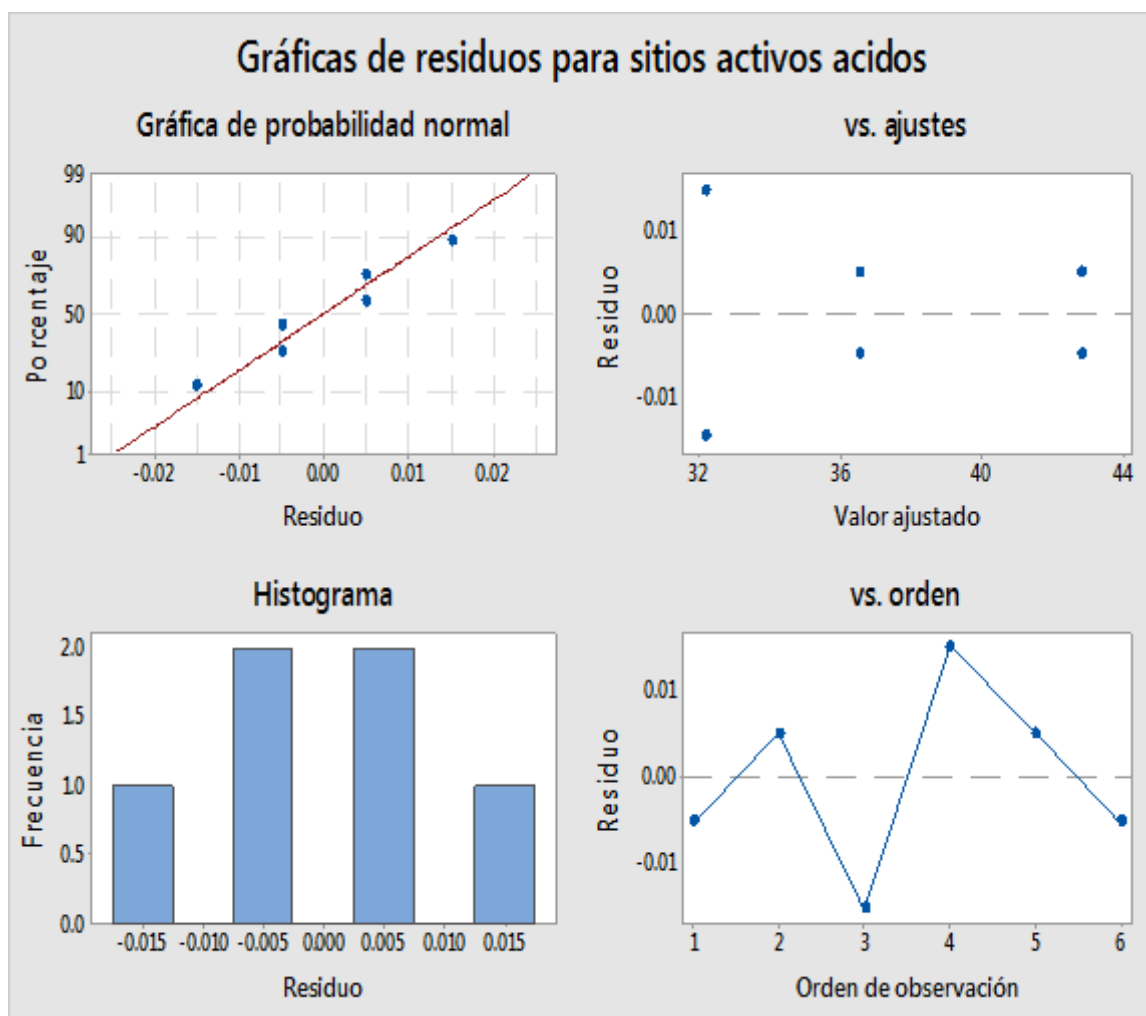 Gráficas de residuos para sitios activos acidos
Gráfica de probabilidad normal
99
90
50
10
1
Porcentaje
-0.02 -0.01 0.00 0.01 0.02
Residuo
vs. ajustes
0.01
0.00
-0.01
Residuo
32 36 40 44
Valor ajustado
Histograma
2.0
1.5
1.0
0.5
0.0
Frecuencia
-0.015 -0.010 -0.005 0.000 0.005 0.010 0.015
Residuo
vs. orden
0.01
0.00
-0.01
Residuo
1 2 3 4 5 6
Orden de observación